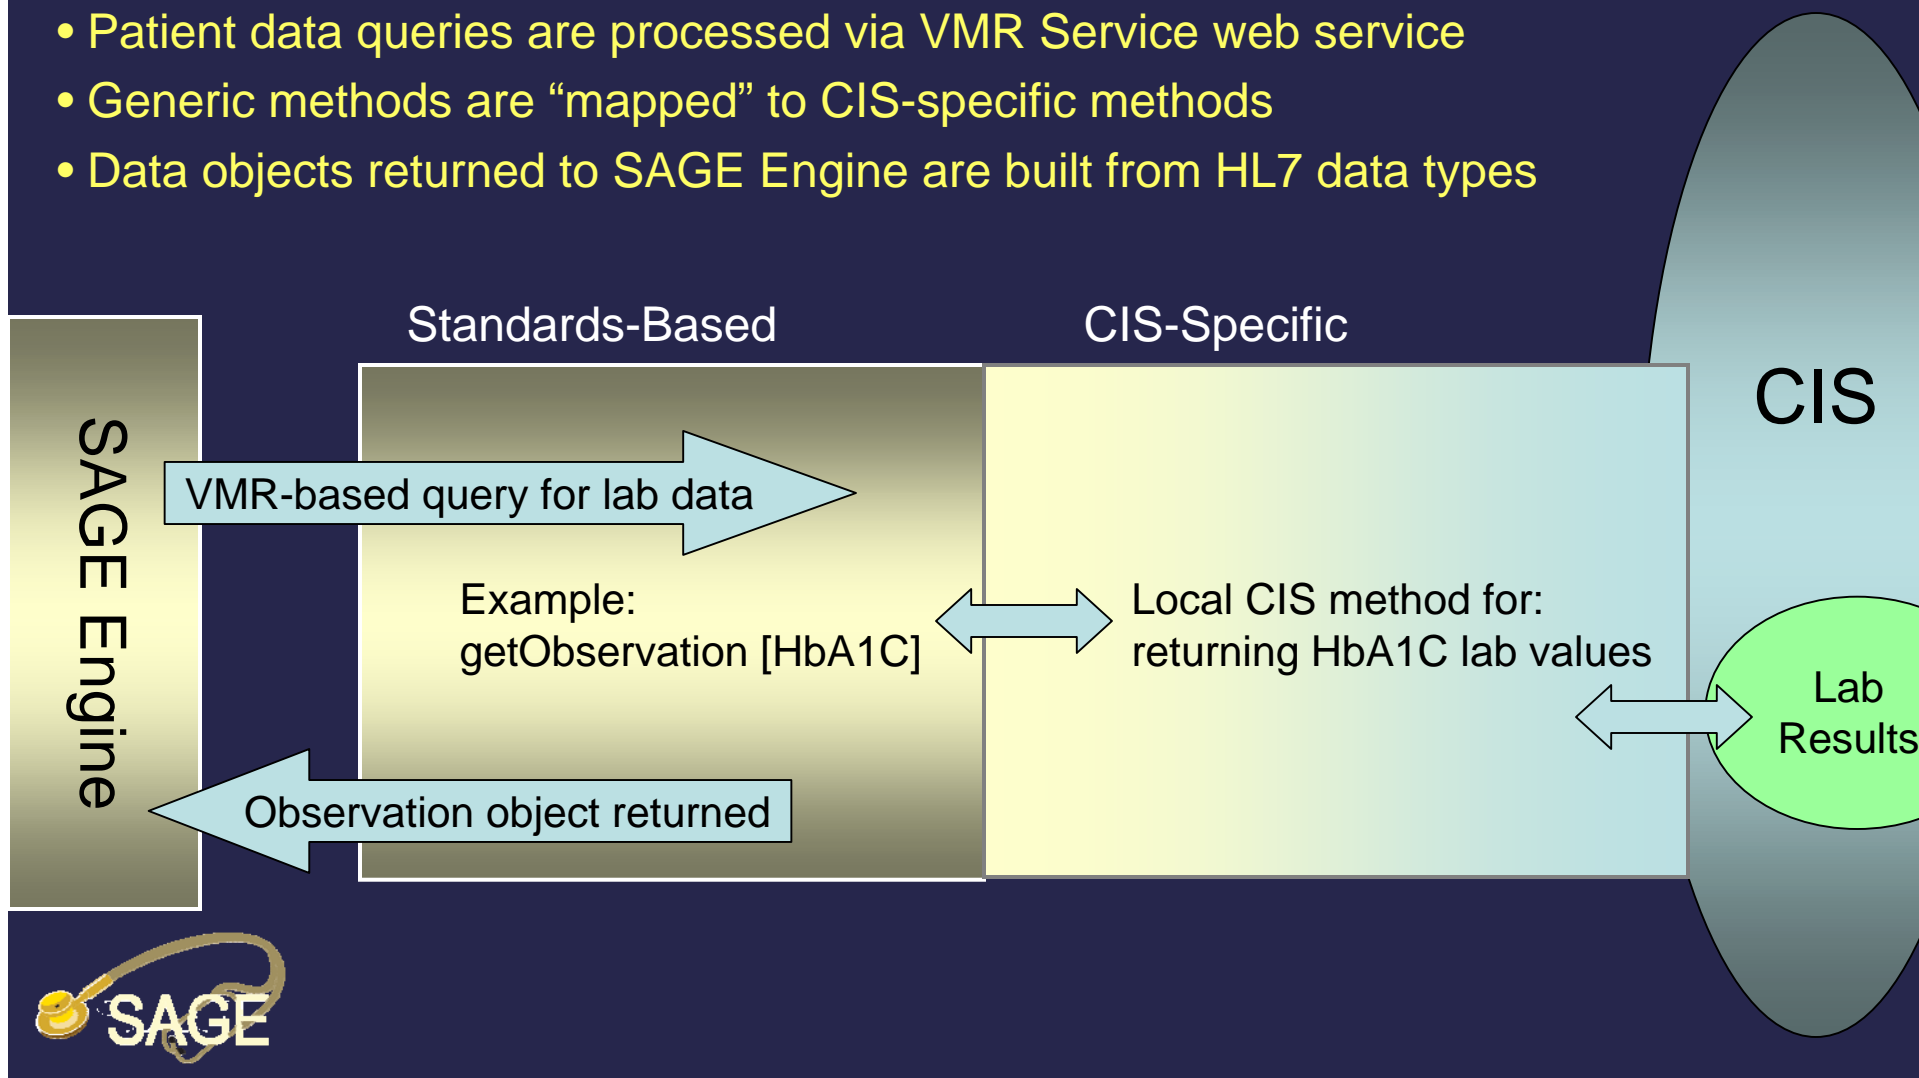 • Patient data queries are processed via VMR Service web service
• Generic methods are “mapped” to CIS-specific methods
• Data objects returned to SAGE Engine are built from HL7 data types
Standards-Based
CIS-Specific
CIS
SAGE Engine
VMR-based query for lab data
Example:
getObservation [HbA1C]
Local CIS method for:
returning HbA1C lab values
Lab
Results
Observation object returned
SAGE